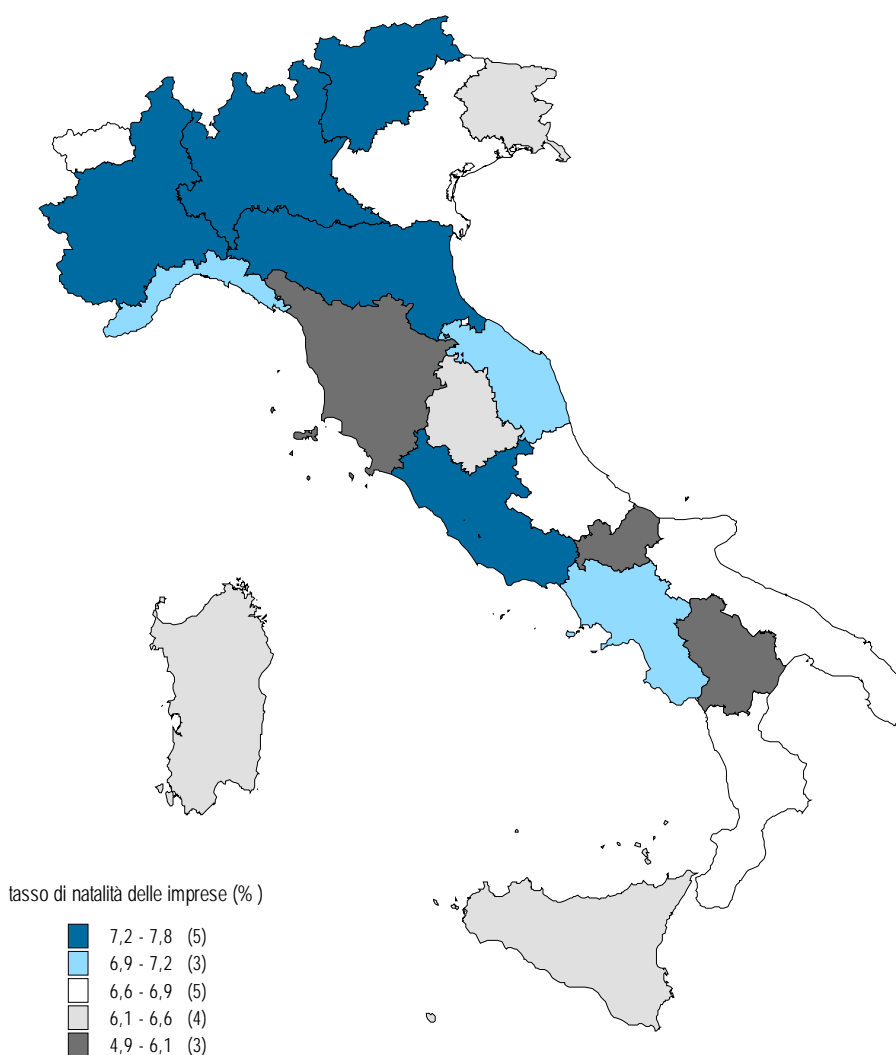 tasso di natalità delle imprese (% )
7,2 - 7,8 (5)
6,9 - 7,2 (3)
6,6 - 6,9 (5)
6,1 - 6,6 (4)
4,9 - 6,1 (3)